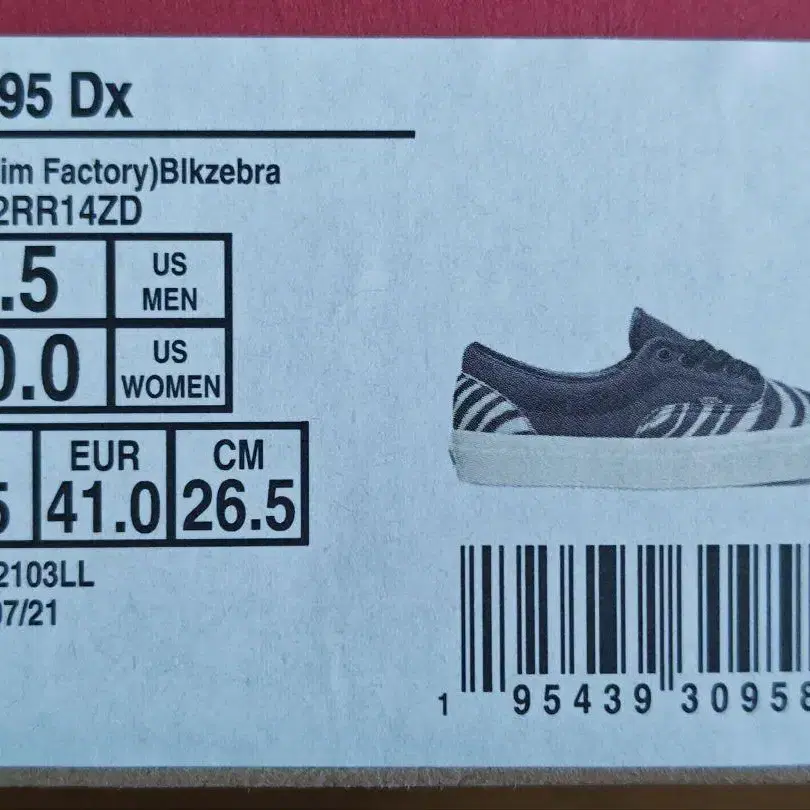 95 Dx
im Factory)Blkzebra
2RR14ZD
.5 US MEN
0.0 US WOMEN
5 EUR 41.0 CM 26.5
2103LL
07/21
1 95439 30958